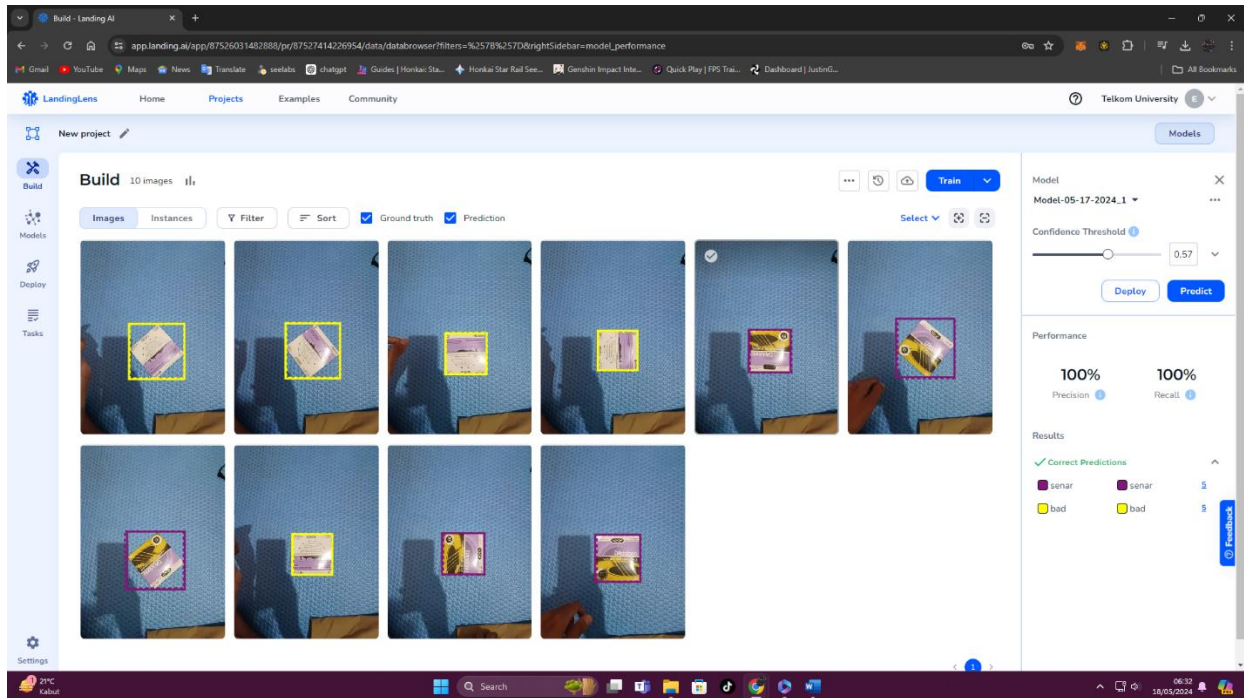 Build - Landing AI
app.landing.ai/app/87526031482888/pr/87527414226954/data/databrowser?filters=%257B%257D&rightSidebar=model_performance
Gmail YouTube Maps News Translate seelabs chatgpt Guides | Honkai: Sta... Honkai Star Rail See... Genshin Impact Inte... Quick Play | FPS Trai... Dashboard | JustinG... All Bookmarks
LandingLens Home Projects Examples Community Telkom University E
New project Models
Build
Models
Deploy
Tasks
Settings
Build 10 images Train
Images Instances Filter Sort Ground truth Prediction Select
Model
Model-05-17-2024_1
Confidence Threshold
0.57
Deploy Predict
Performance
100% 100%
Precision Recall
Results
Correct Predictions
senar senar 5
bad bad 5
Feedback
1
21°C
Kabut
Search
06:32
18/05/2024